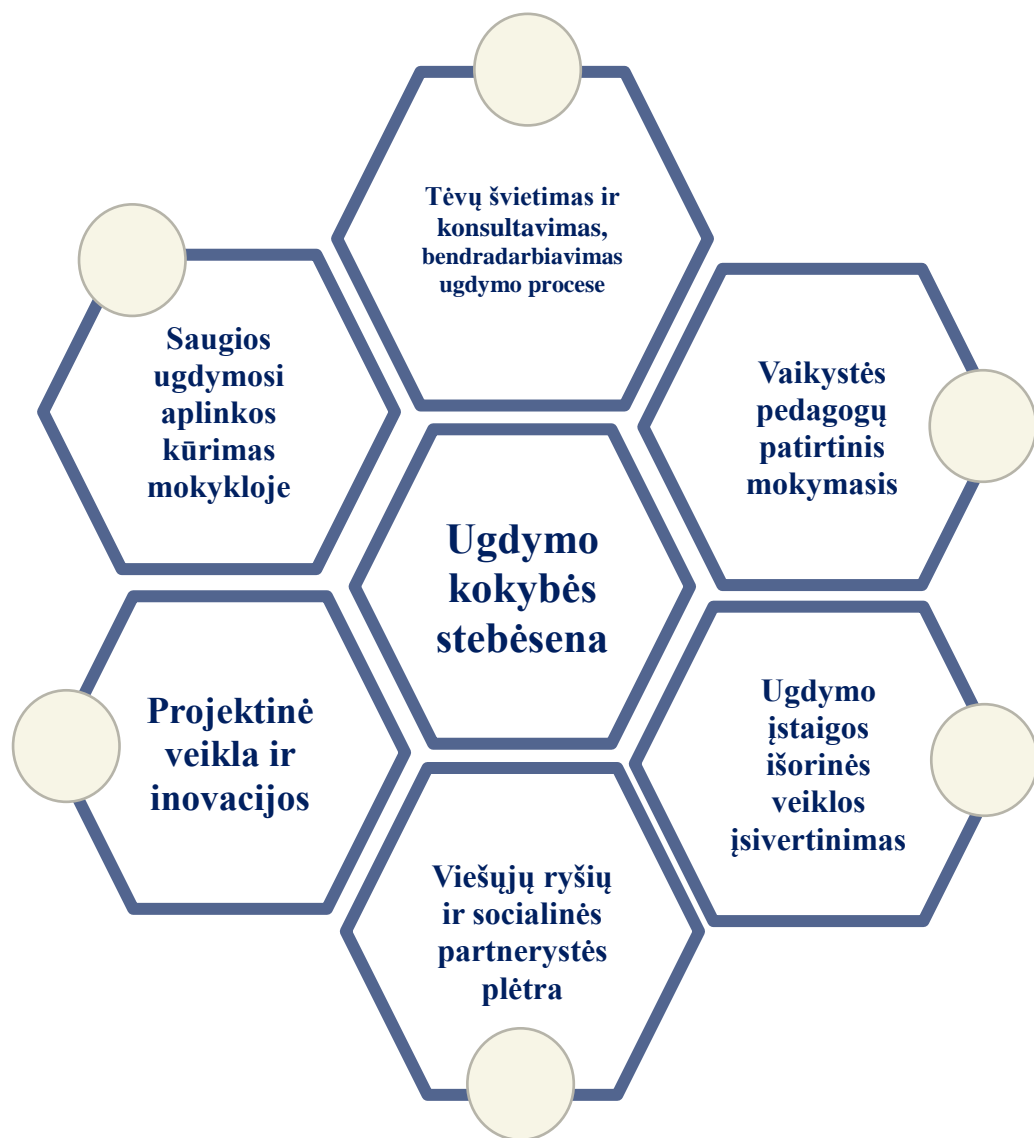 Tėvų švietimas ir
konsultavimas,
bendradarbiavimas
ugdymo procese
Saugios
ugdymosi
aplinkos
kūrimas
mokykloje
Vaikystės
pedagogų
patirtinis
mokymasis
Ugdymo
kokybės
stebėsena
Projektinė
veikla ir
inovacijos
Ugdymo
įstaigos
išorinės
veiklos
įsivertinimas
Viešųjų ryšių
ir socialinės
partnerystės
plėtra